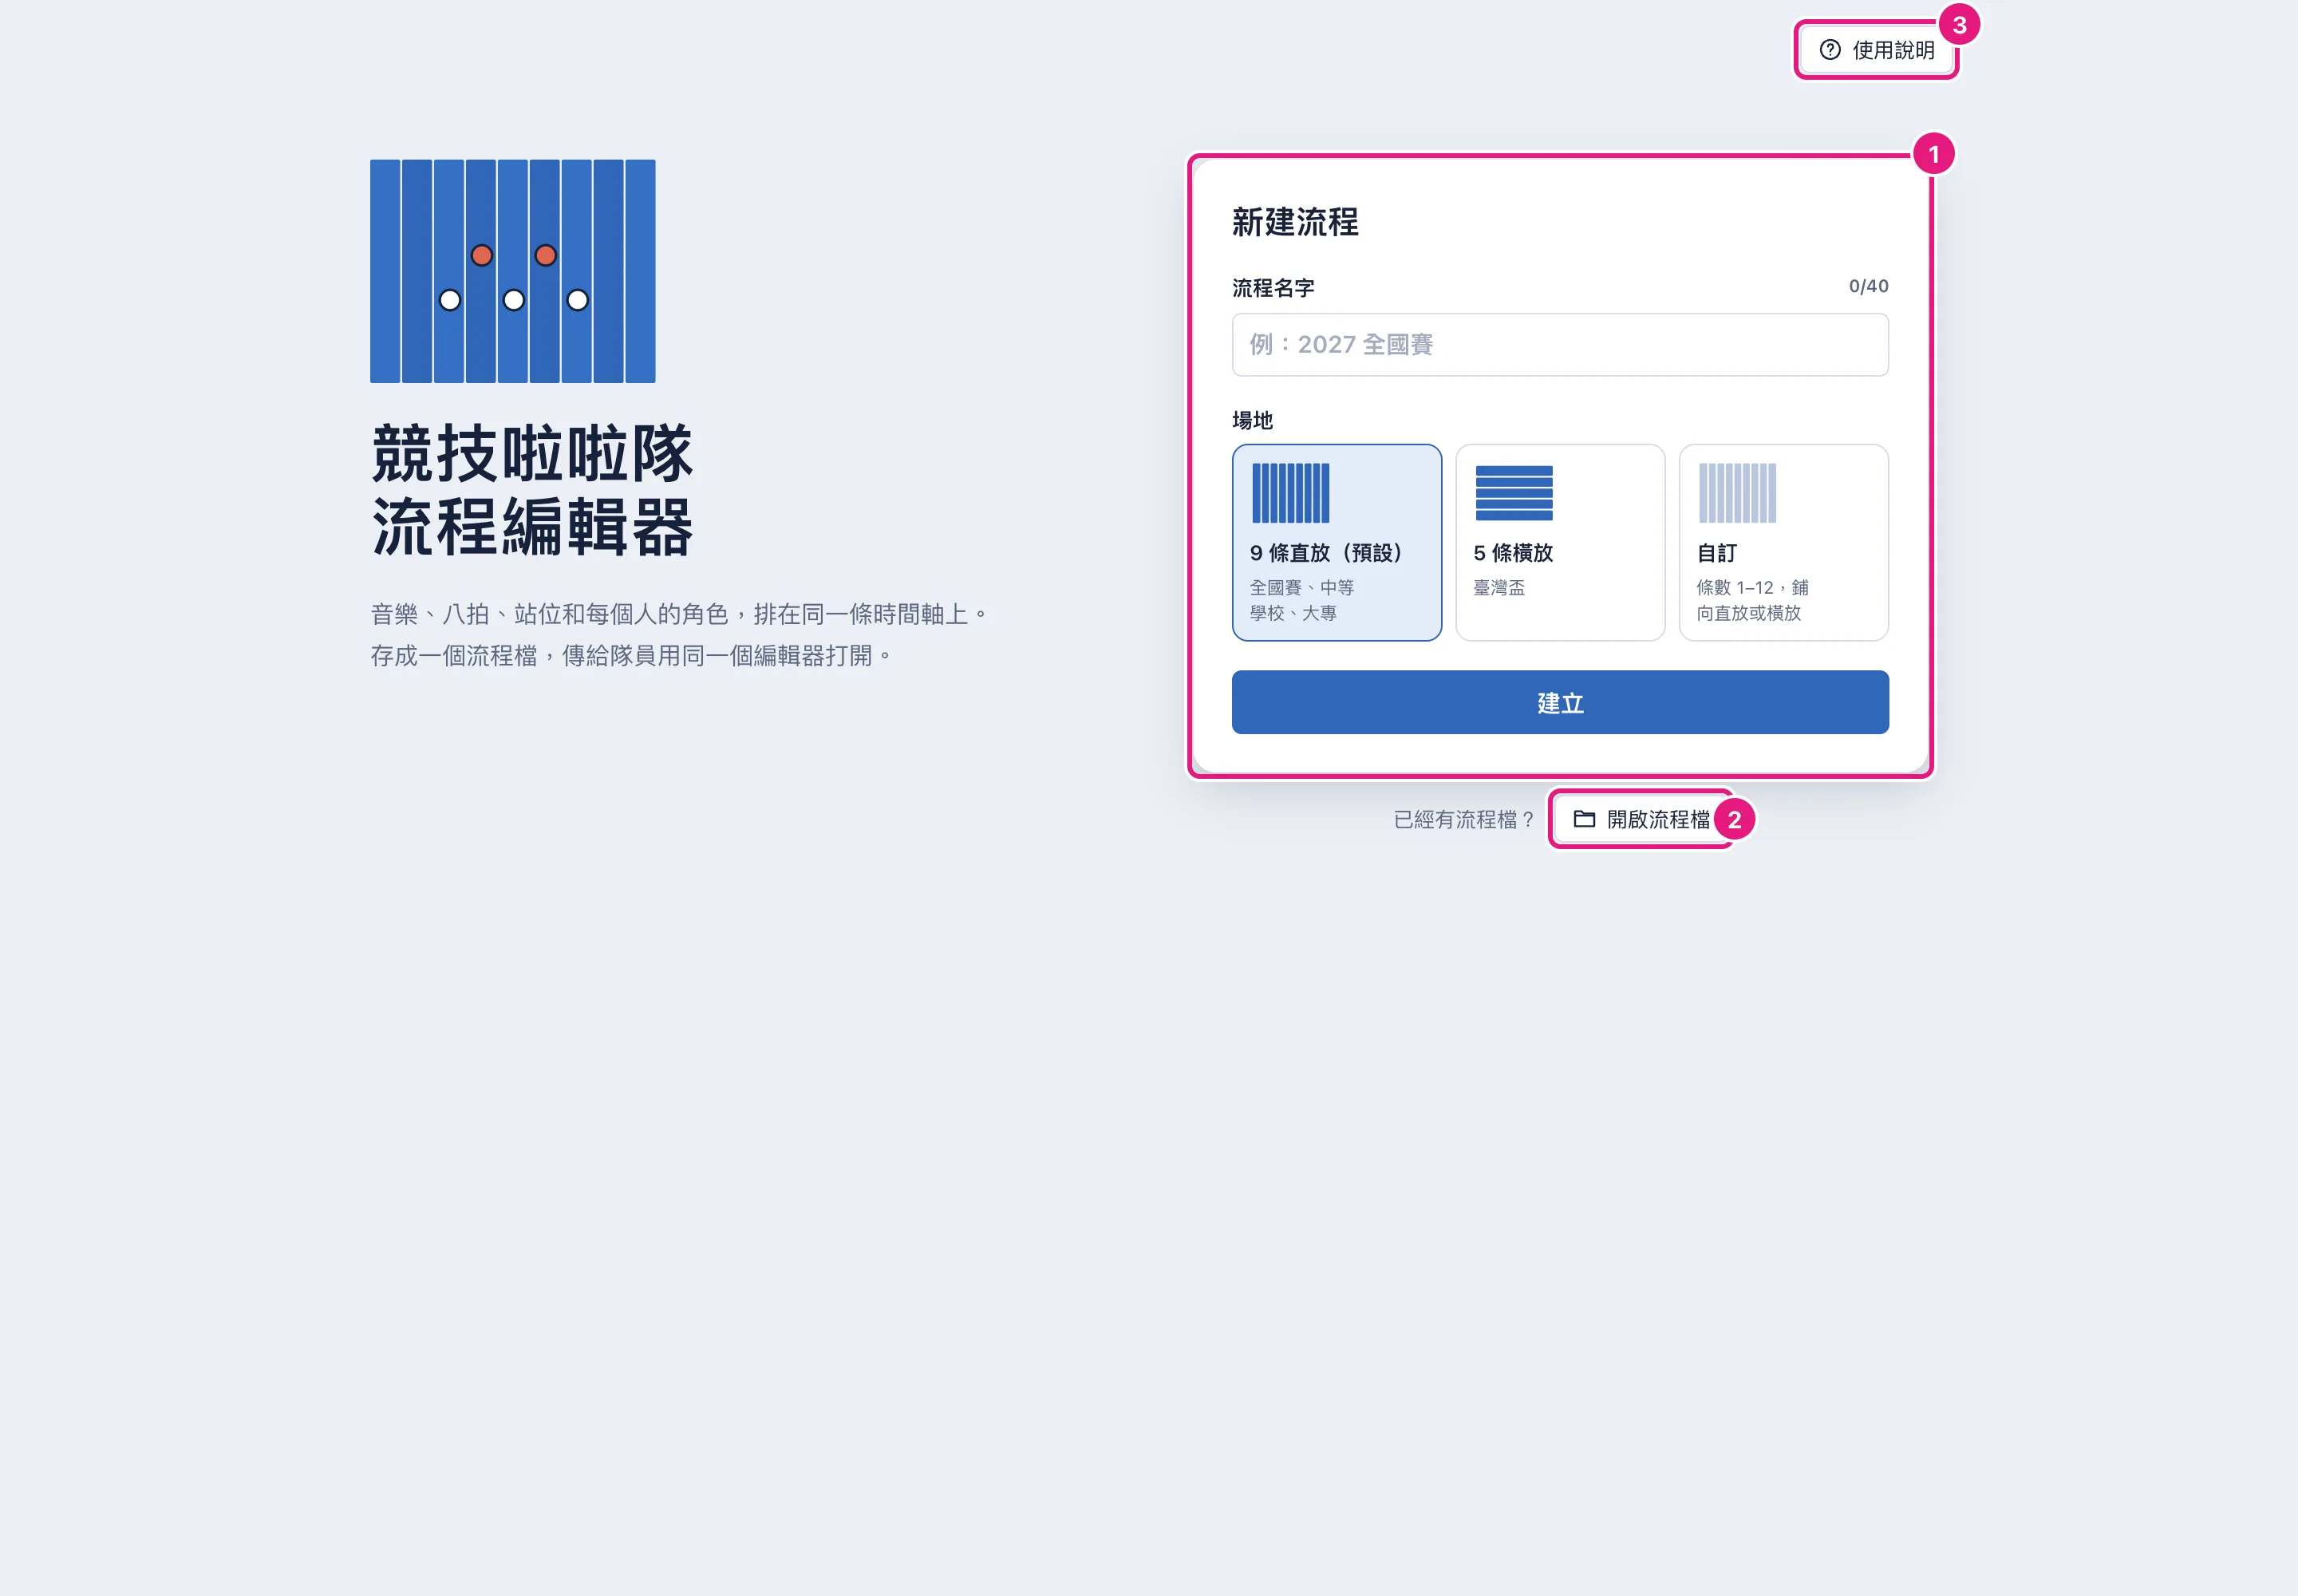 3
使用說明
競技啦啦隊
流程編輯器
音樂、八拍、站位和每個人的角色，排在同一條時間軸上。
存成一個流程檔，傳給隊員用同一個編輯器打開。
1
新建流程
流程名字
0/40
例：2027 全國賽
場地
9 條直放（預設）
全國賽、中等
學校、大專
5 條橫放
臺灣盃
自訂
條數 1–12，鋪
向直放或橫放
建立
已經有流程檔？
開啟流程檔
2